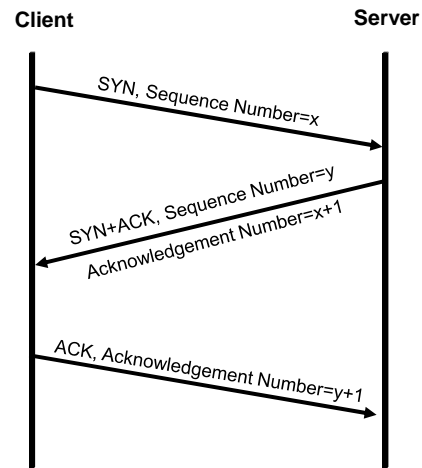 Client
Server
SYN, Sequence Number=x
SYN+ACK, Sequence Number=y
Acknowledgement Number=x+1
ACK, Acknowledgement Number=y+1